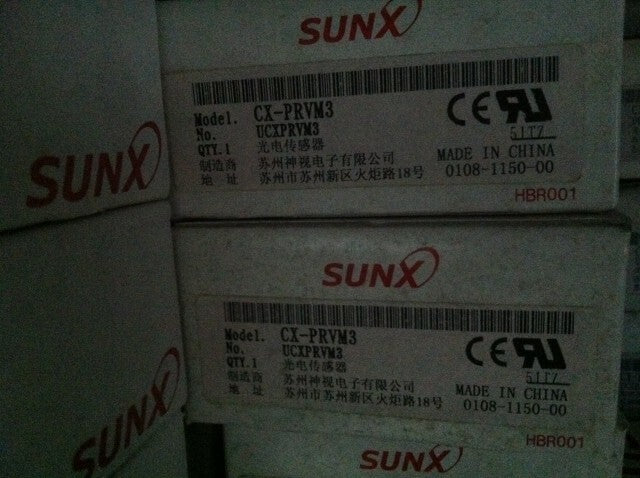 SUNX
Model. CX-PRVM3
No. UCXPRVM3
QTY.1 光电传感器
制造商 苏州神视电子有限公司
地 址 苏州市苏州新区火炬路18号
CE
51TZ
MADE IN CHINA
0108-1150-00
HBR001
SUNX
SUNX
Model. CX-PRVM3
No. UCXPRVM3
QTY.1 光电传感器
制造商 苏州神视电子有限公司
地 址 苏州市苏州新区火炬路18号
CE
51TZ
MADE IN CHINA
0108-1150-00
HBR001
SUNX
SUNX